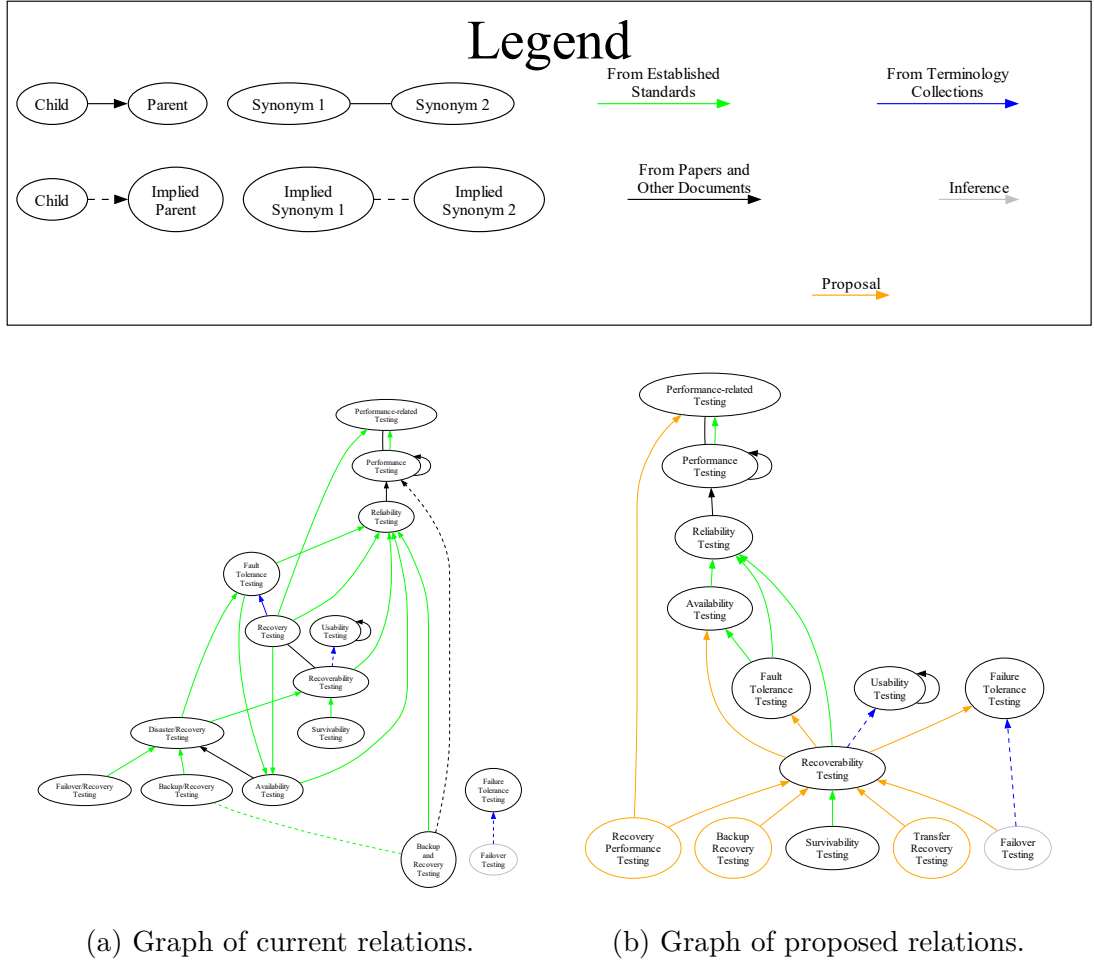 Legend
Child
Parent
Synonym 1
Synonym 2
From Established
Standards
From Terminology
Collections
Child
Implied
Parent
Implied
Synonym 1
Implied
Synonym 2
From Papers and
Other Documents
Inference
Proposal
Performance-related
Testing
Performance
Testing
Reliability
Testing
Fault
Tolerance
Testing
Recovery
Testing
Usability
Testing
Recoverability
Testing
Disaster/Recovery
Testing
Survivability
Testing
Failover/Recovery
Testing
Backup/Recovery
Testing
Availability
Testing
Failure
Tolerance
Testing
Backup
and
Recovery
Testing
Failover
Testing
(a) Graph of current relations.
Performance-related
Testing
Performance
Testing
Reliability
Testing
Availability
Testing
Fault
Tolerance
Testing
Usability
Testing
Failure
Tolerance
Testing
Recoverability
Testing
Recovery
Performance
Testing
Backup
Recovery
Testing
Survivability
Testing
Transfer
Recovery
Testing
Failover
Testing
(b) Graph of proposed relations.